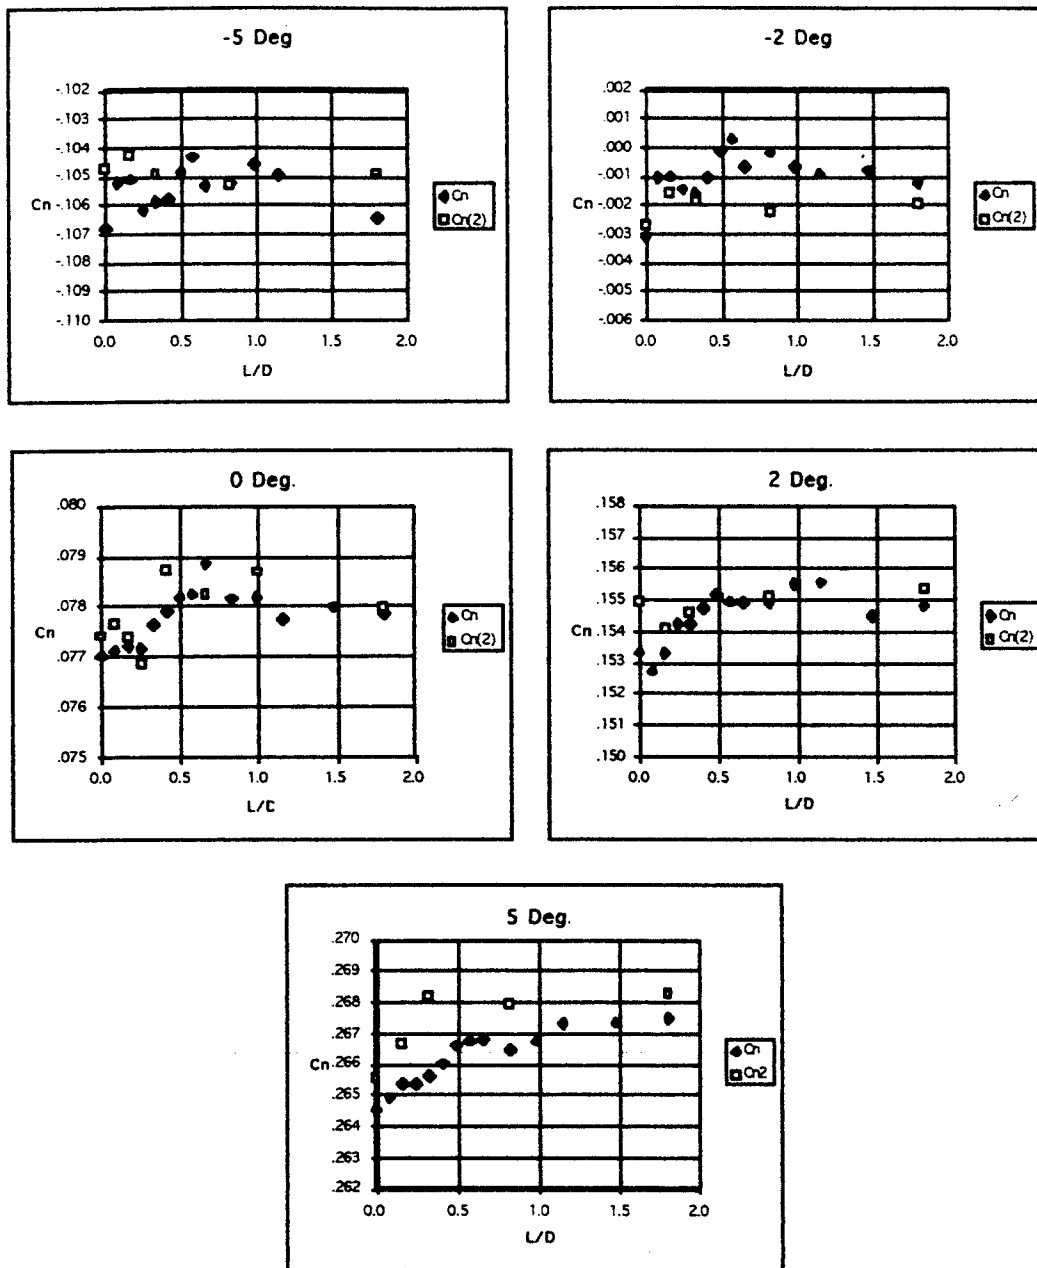 -5 Deg
-.102
-.103
-.104
-.105
Cn -.106
-.107
-.108
-.109
-.110
0.0 0.5 1.0 1.5 2.0
L/D
Cn
Cn(2)
-2 Deg
.002
.001
.000
-.001
Cn -.002
-.003
-.004
-.005
-.006
0.0 0.5 1.0 1.5 2.0
L/D
Cn
Cn(2)
0 Deg.
.080
.079
.078
Cn
.077
.076
.075
0.0 0.5 1.0 1.5 2.0
L/D
Cn
Cn(2)
2 Deg.
.158
.157
.156
.155
Cn .154
.153
.152
.151
.150
0.0 0.5 1.0 1.5 2.0
L/D
Cn
Cn(2)
5 Deg.
.270
.269
.268
.267
Cn .266
.265
.264
.263
.262
0.0 0.5 1.0 1.5 2.0
L/D
Cn
Cn2